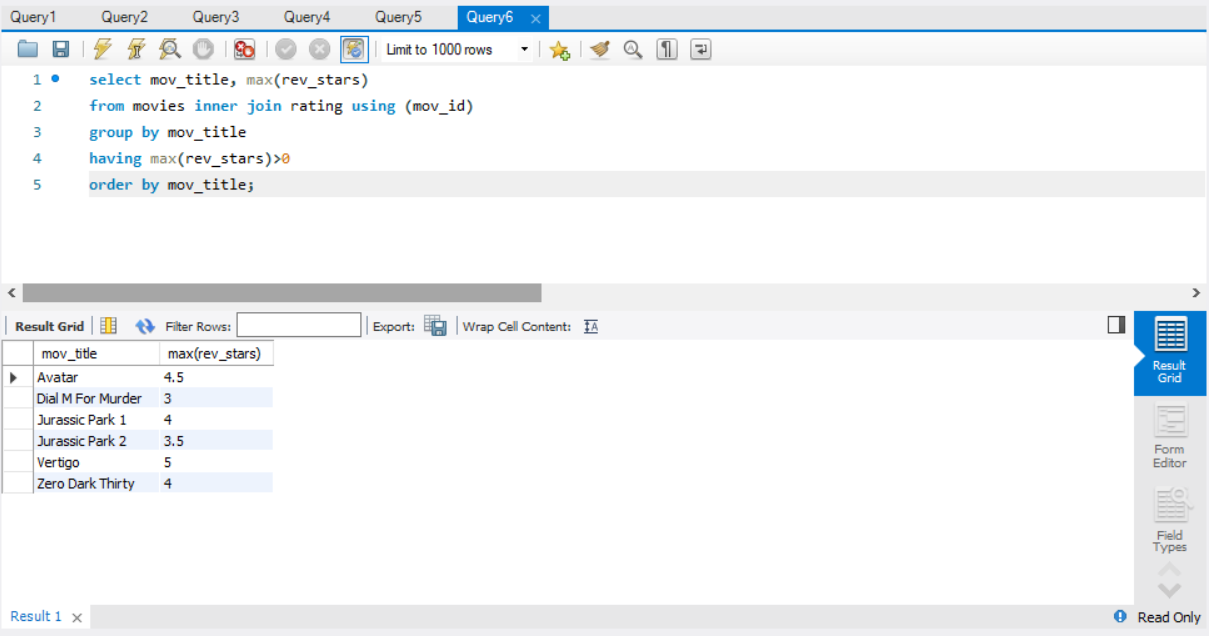 Query1 Query2 Query3 Query4 Query5 Query6
Limit to 1000 rows
1 select mov_title, max(rev_stars)
2 from movies inner join rating using (mov_id)
3 group by mov_title
4 having max(rev_stars)>0
5 order by mov_title;
Result Grid Filter Rows: Export: Wrap Cell Content:
mov_title max(rev_stars)
Avatar 4.5
Dial M For Murder 3
Jurassic Park 1 4
Jurassic Park 2 3.5
Vertigo 5
Zero Dark Thirty 4
Result
Grid
Form
Editor
Field
Types
Result 1 Read Only